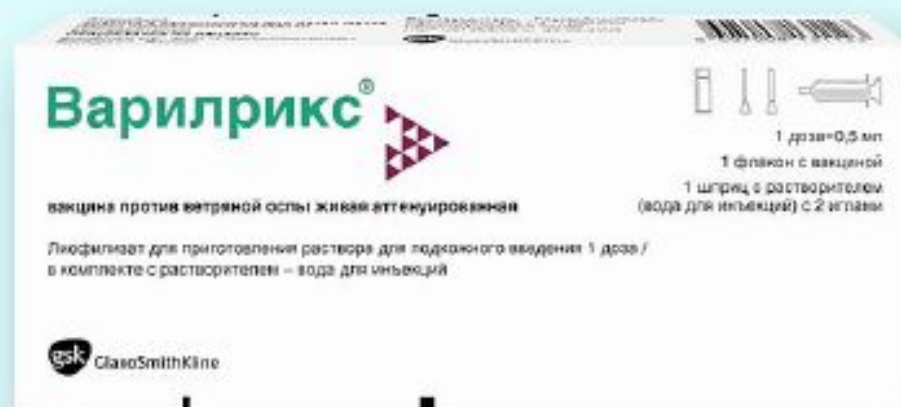 Варилрикс®
1 доза=0,5 мл
1 флакон с вакциной
1 шприц с растворителем
(вода для инъекций) с 2 иглами
вакцина против ветряной оспы живая аттенуированная
Лиофилизат для приготовления раствора для подкожного введения 1 доза /
в комплекте с растворителем – вода для инъекций
gsk GlaxoSmithKline